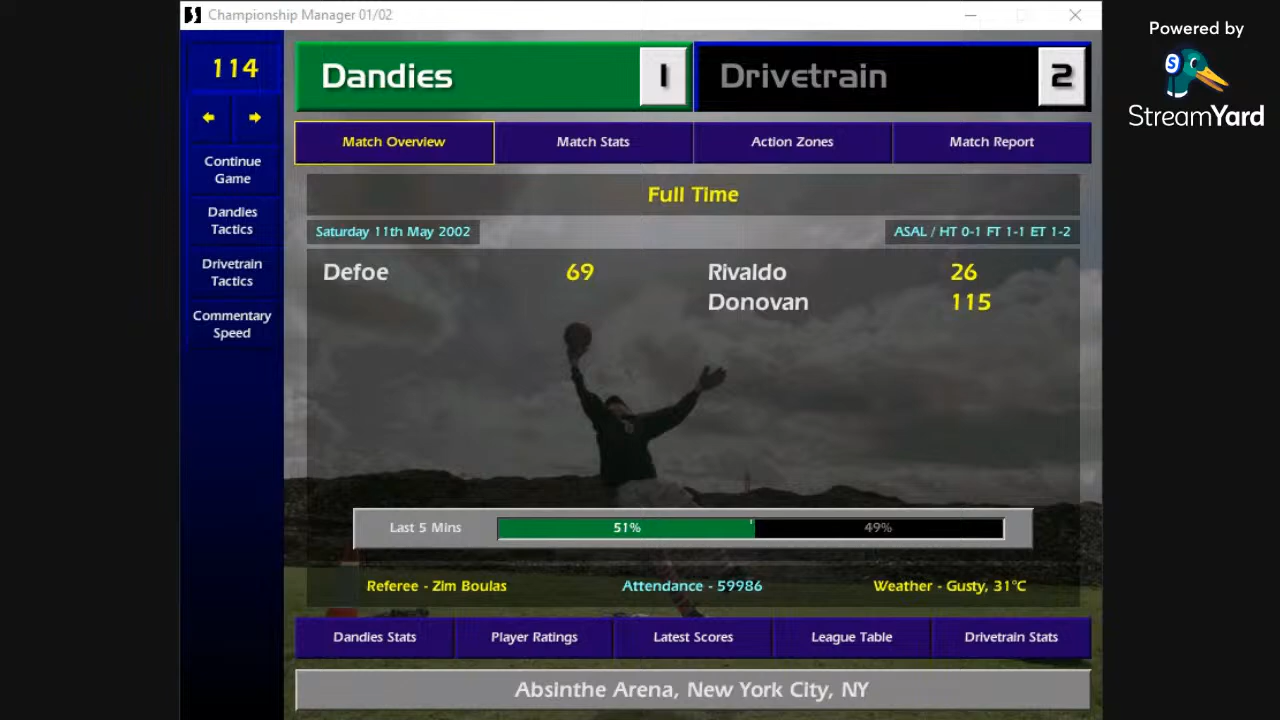 Championship Manager 01/02
Powered by
StreamYard
114
Dandies 1 Drivetrain 2
Match Overview Match Stats Action Zones Match Report
Continue
Game
Dandies
Tactics
Drivetrain
Tactics
Commentary
Speed
Full Time
Saturday 11th May 2002 ASAL / HT 0-1 FT 1-1 ET 1-2
Defoe 69 Rivaldo 26
Donovan 115
Last 5 Mins 51% 49%
Referee - Zim Boulas Attendance - 59986 Weather - Gusty, 31°C
Dandies Stats Player Ratings Latest Scores League Table Drivetrain Stats
Absinthe Arena, New York City, NY